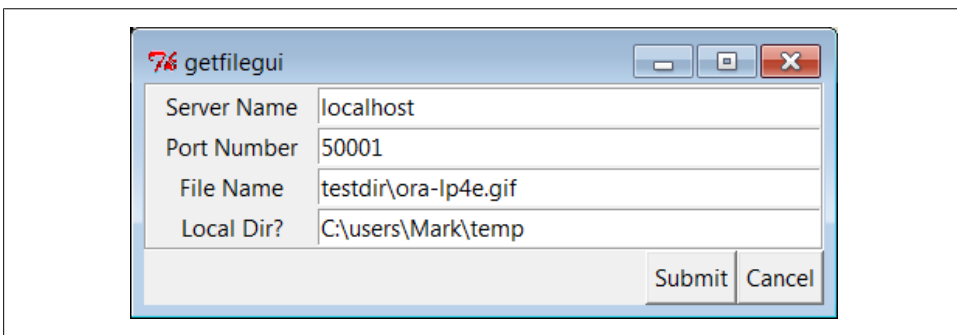 getfilegui
Server Name localhost
Port Number 50001
File Name testdir\ora-lp4e.gif
Local Dir? C:\users\Mark\temp
Submit Cancel